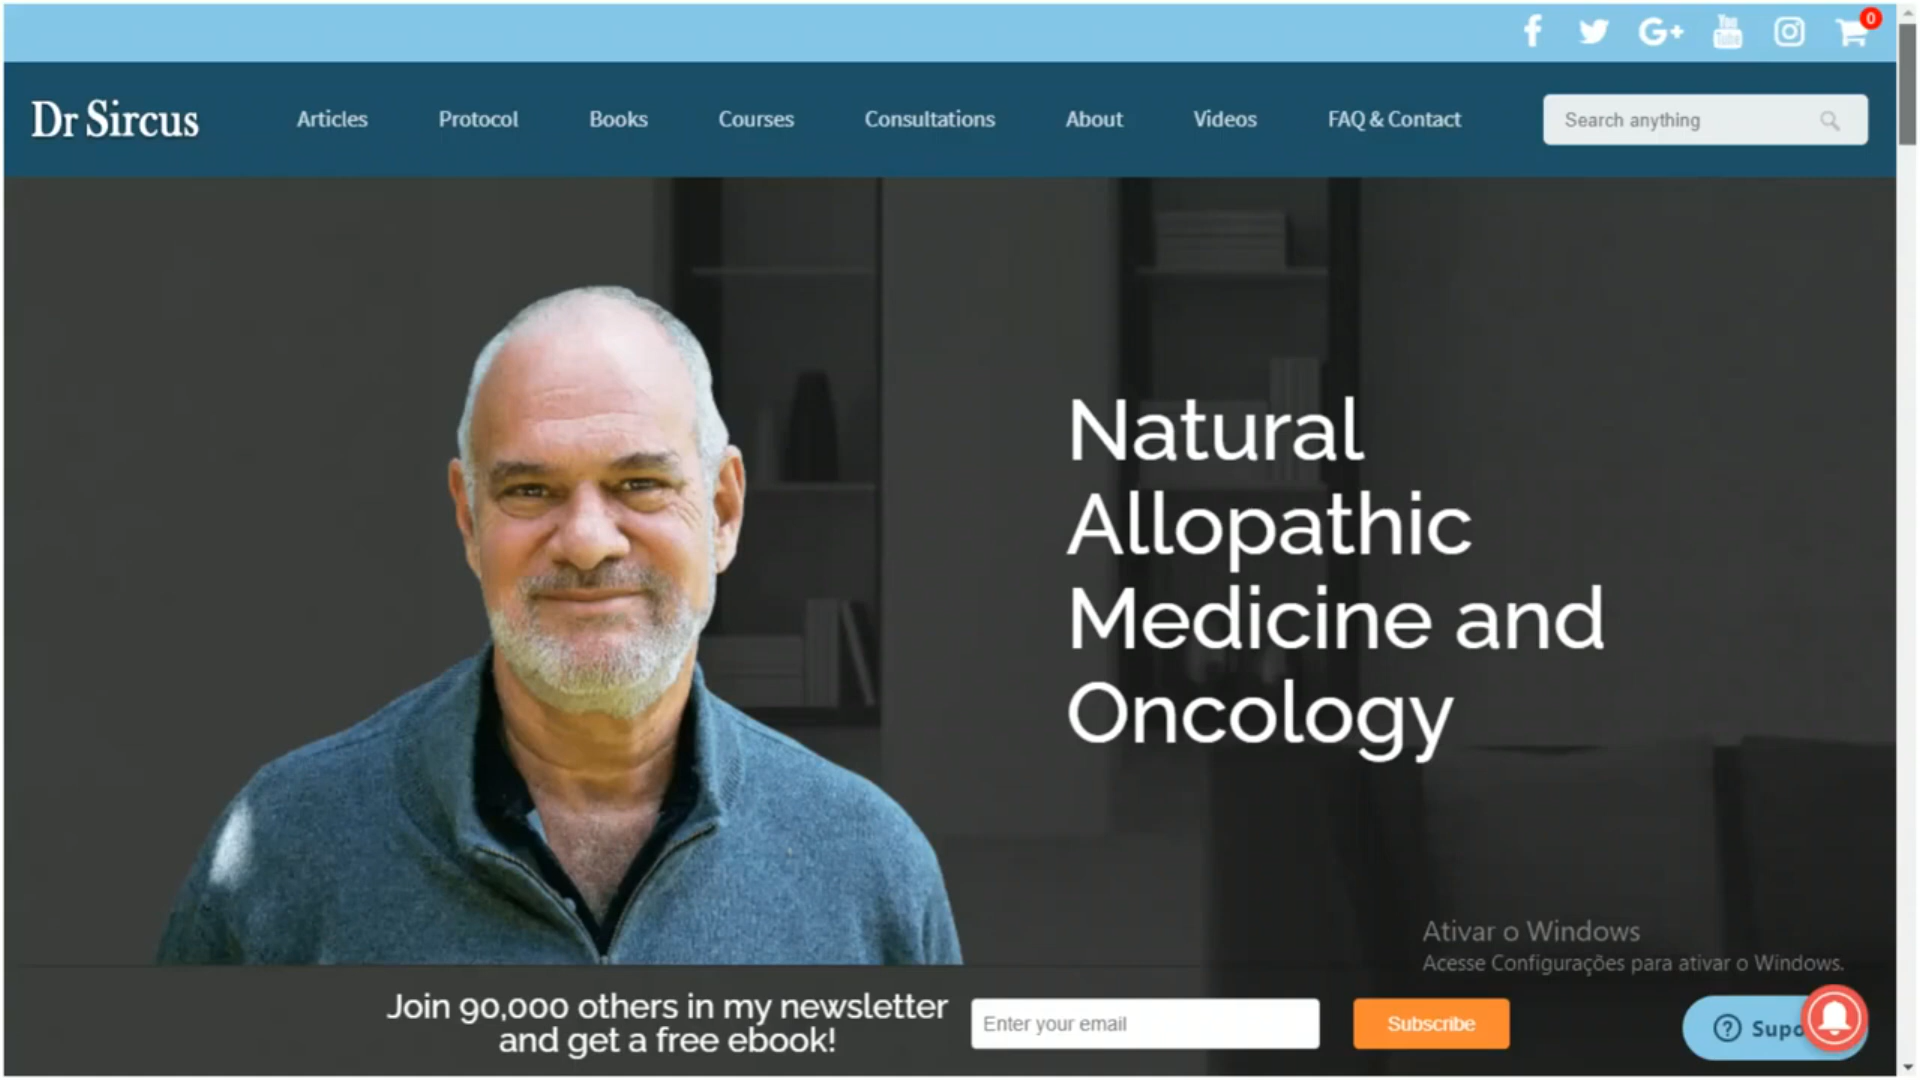 0
Dr Sircus
Articles
Protocol
Books
Courses
Consultations
About
Videos
FAQ & Contact
Search anything
Natural
Allopathic
Medicine and
Oncology
Ativar o Windows
Acesse Configurações para ativar o Windows.
Join 90,000 others in my newsletter
and get a free ebook!
Enter your email
Subscribe
Supo